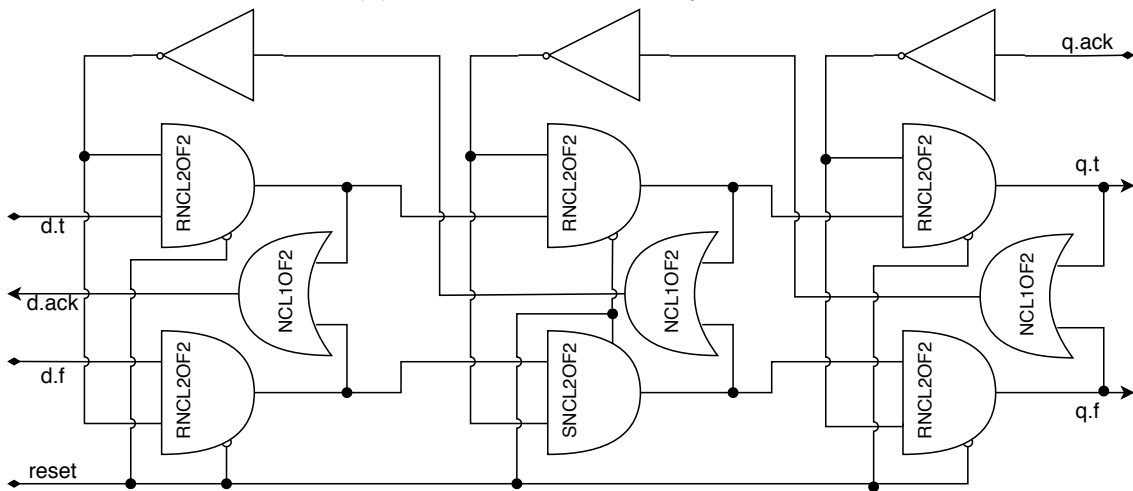 q.ack
RNCL2OF2
RNCL2OF2
RNCL2OF2
q.t
d.t
NCL1OF2
NCL1OF2
NCL1OF2
d.ack
RNCL2OF2
SNCL2OF2
RNCL2OF2
d.f
q.f
reset